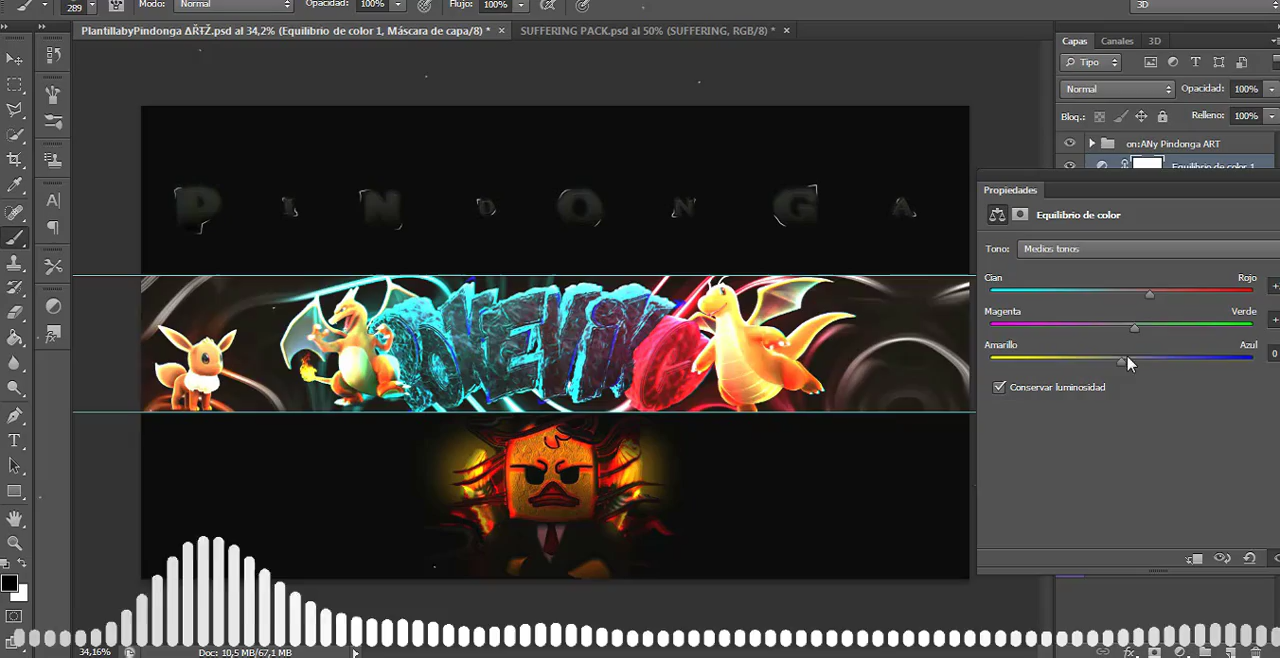 289
Modo: Normal Opacidad: 100% Flujo: 100% 3D
PlantillabyPindonga ΔŘŦŽ.psd al 34,2% (Equilibrio de color 1, Máscara de capa/8) * × SUFFERING PACK.psd al 50% (SUFFERING, RGB/8) * ×
Capas Canales 3D
Tipo
Normal Opacidad: 100%
Bloq.: Relleno: 100%
on:ANy Pindonga ART
Equilibrio de color 1
Propiedades
Equilibrio de color
Tono: Medios tonos
Cian Rojo
Magenta Verde
Amarillo Azul
0
Conservar luminosidad
P I N D O N G A
34,16% Doc: 10,5 MB/67,1 MB